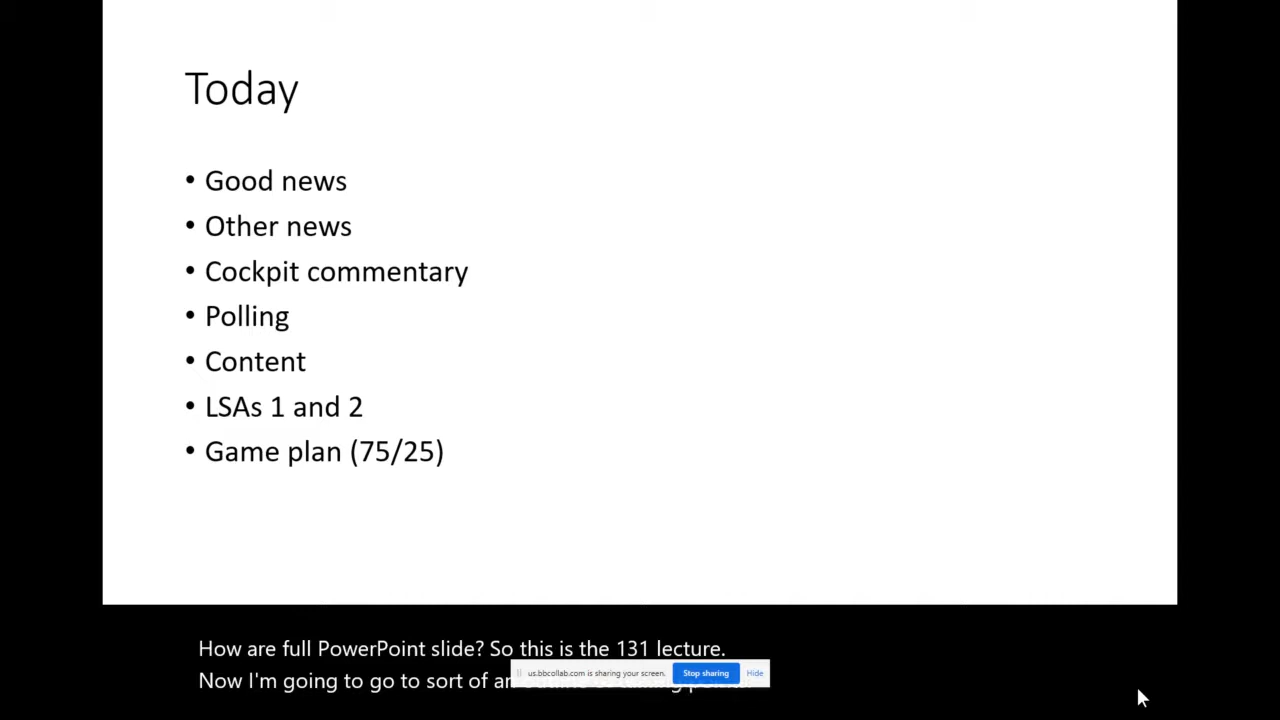 Today
• Good news
• Other news
• Cockpit commentary
• Polling
• Content
• LSAs 1 and 2
• Game plan (75/25)
How are full PowerPoint slide? So this is the 131 lecture.
us.bbcollab.com is sharing your screen. Stop sharing Hide
Now I'm going to go to sort of